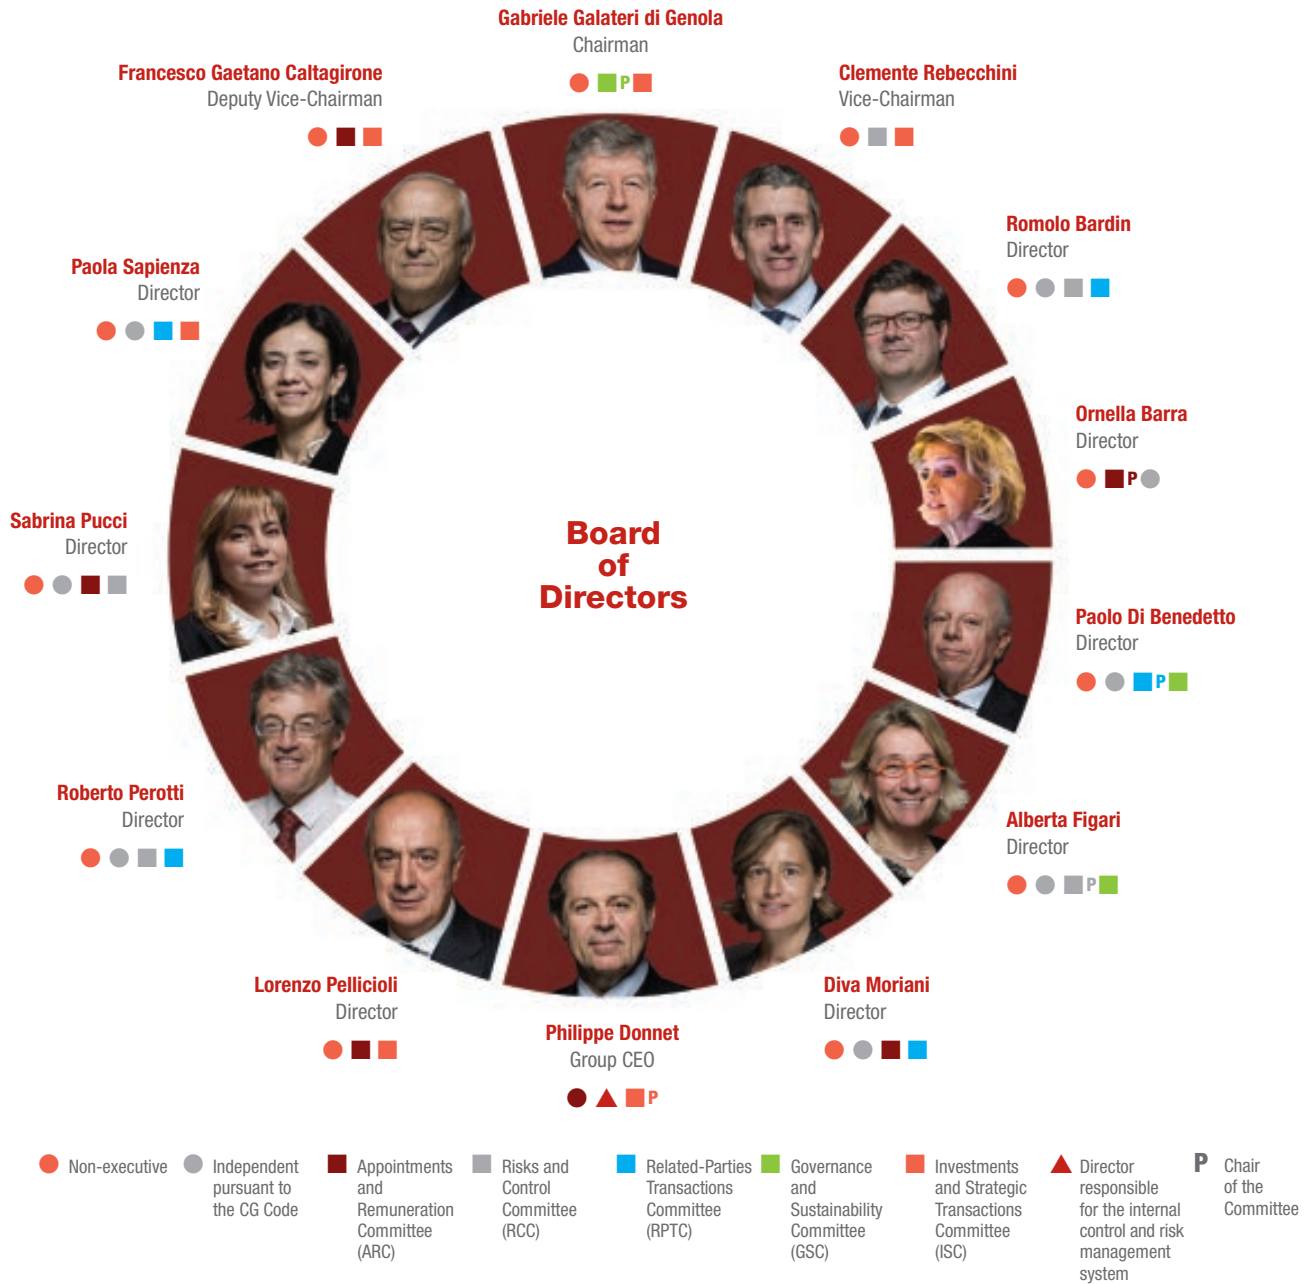 Gabriele Galateri di Genola
Chairman
P
Francesco Gaetano Caltagirone
Deputy Vice-Chairman
Clemente Rebecchini
Vice-Chairman
Romolo Bardin
Director
Paola Sapienza
Director
Ornella Barra
Director
P
Sabrina Pucci
Director
Board
of
Directors
Paolo Di Benedetto
Director
P
Roberto Perotti
Director
Alberta Figari
Director
P
Lorenzo Pellicioli
Director
Philippe Donnet
Group CEO
P
Diva Moriani
Director
Non-executive
Independent
pursuant to
the CG Code
Appointments
and
Remuneration
Committee
(ARC)
Risks and
Control
Committee
(RCC)
Related-Parties
Transactions
Committee
(RPTC)
Governance
and
Sustainability
Committee
(GSC)
Investments
and Strategic
Transactions
Committee
(ISC)
Director
responsible
for the internal
control and risk
management
system
P Chair
of the
Committee